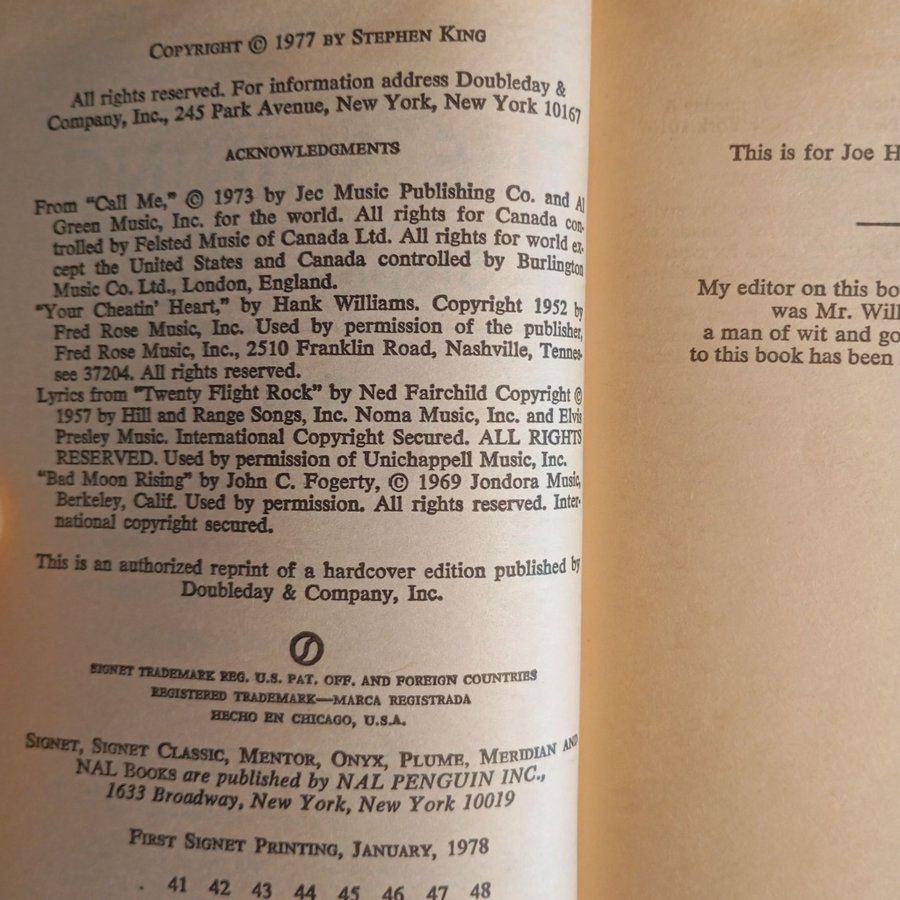 COPYRIGHT © 1977 BY STEPHEN KING
All rights reserved. For information address Doubleday &
Company, Inc., 245 Park Avenue, New York, New York 10167
ACKNOWLEDGMENTS
From "Call Me," © 1973 by Jec Music Publishing Co. and Al
Green Music, Inc. for the world. All rights for Canada con-
trolled by Felsted Music of Canada Ltd. All rights for world ex-
cept the United States and Canada controlled by Burlington
Music Co. Ltd., London, England.
"Your Cheatin' Heart," by Hank Williams. Copyright 1952 by
Fred Rose Music, Inc. Used by permission of the publisher,
Fred Rose Music, Inc., 2510 Franklin Road, Nashville, Tennes-
see 37204. All rights reserved.
Lyrics from "Twenty Flight Rock" by Ned Fairchild Copyright ©
1957 by Hill and Range Songs, Inc. Noma Music, Inc. and Elvis
Presley Music. International Copyright Secured. ALL RIGHTS
RESERVED. Used by permission of Unichappell Music, Inc.
"Bad Moon Rising" by John C. Fogerty, © 1969 Jondora Music,
Berkeley, Calif. Used by permission. All rights reserved. Inter-
national copyright secured.
This is an authorized reprint of a hardcover edition published by
Doubleday & Company, Inc.
SIGNET TRADEMARK REG. U.S. PAT. OFF. AND FOREIGN COUNTRIES
REGISTERED TRADEMARK—MARCA REGISTRADA
HECHO EN CHICAGO, U.S.A.
SIGNET, SIGNET CLASSIC, MENTOR, ONYX, PLUME, MERIDIAN AND
NAL BOOKS are published by NAL PENGUIN INC.,
1633 Broadway, New York, New York 10019
FIRST SIGNET PRINTING, JANUARY, 1978
41 42 43 44 45 46 47 48
This is for Joe H
My editor on this bo
was Mr. Will
a man of wit and go
to this book has been